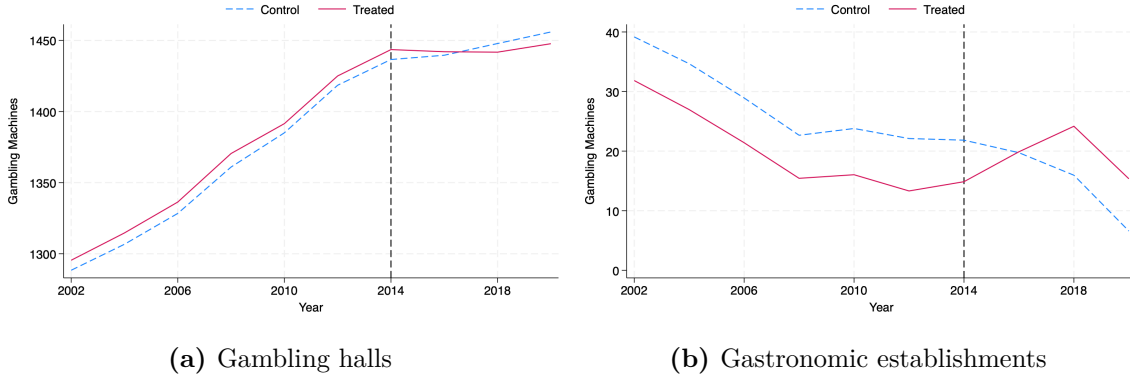 Control Treated
1450
1400
1350
1300
Gambling Machines
2002 2006 2010 2014 2018
Year
(a) Gambling halls
Control Treated
40
30
20
10
0
Gambling Machines
2002 2006 2010 2014 2018
Year
(b) Gastronomic establishments